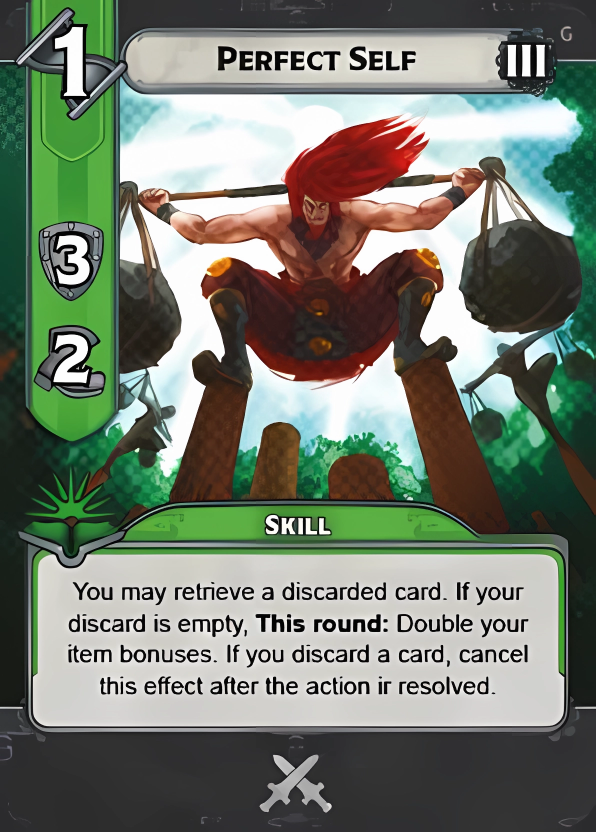 1
PERFECT SELF
III
G
3
2
SKILL
You may retrieve a discarded card. If your
discard is empty, This round: Double your
item bonuses. If you discard a card, cancel
this effect after the action ir resolved.